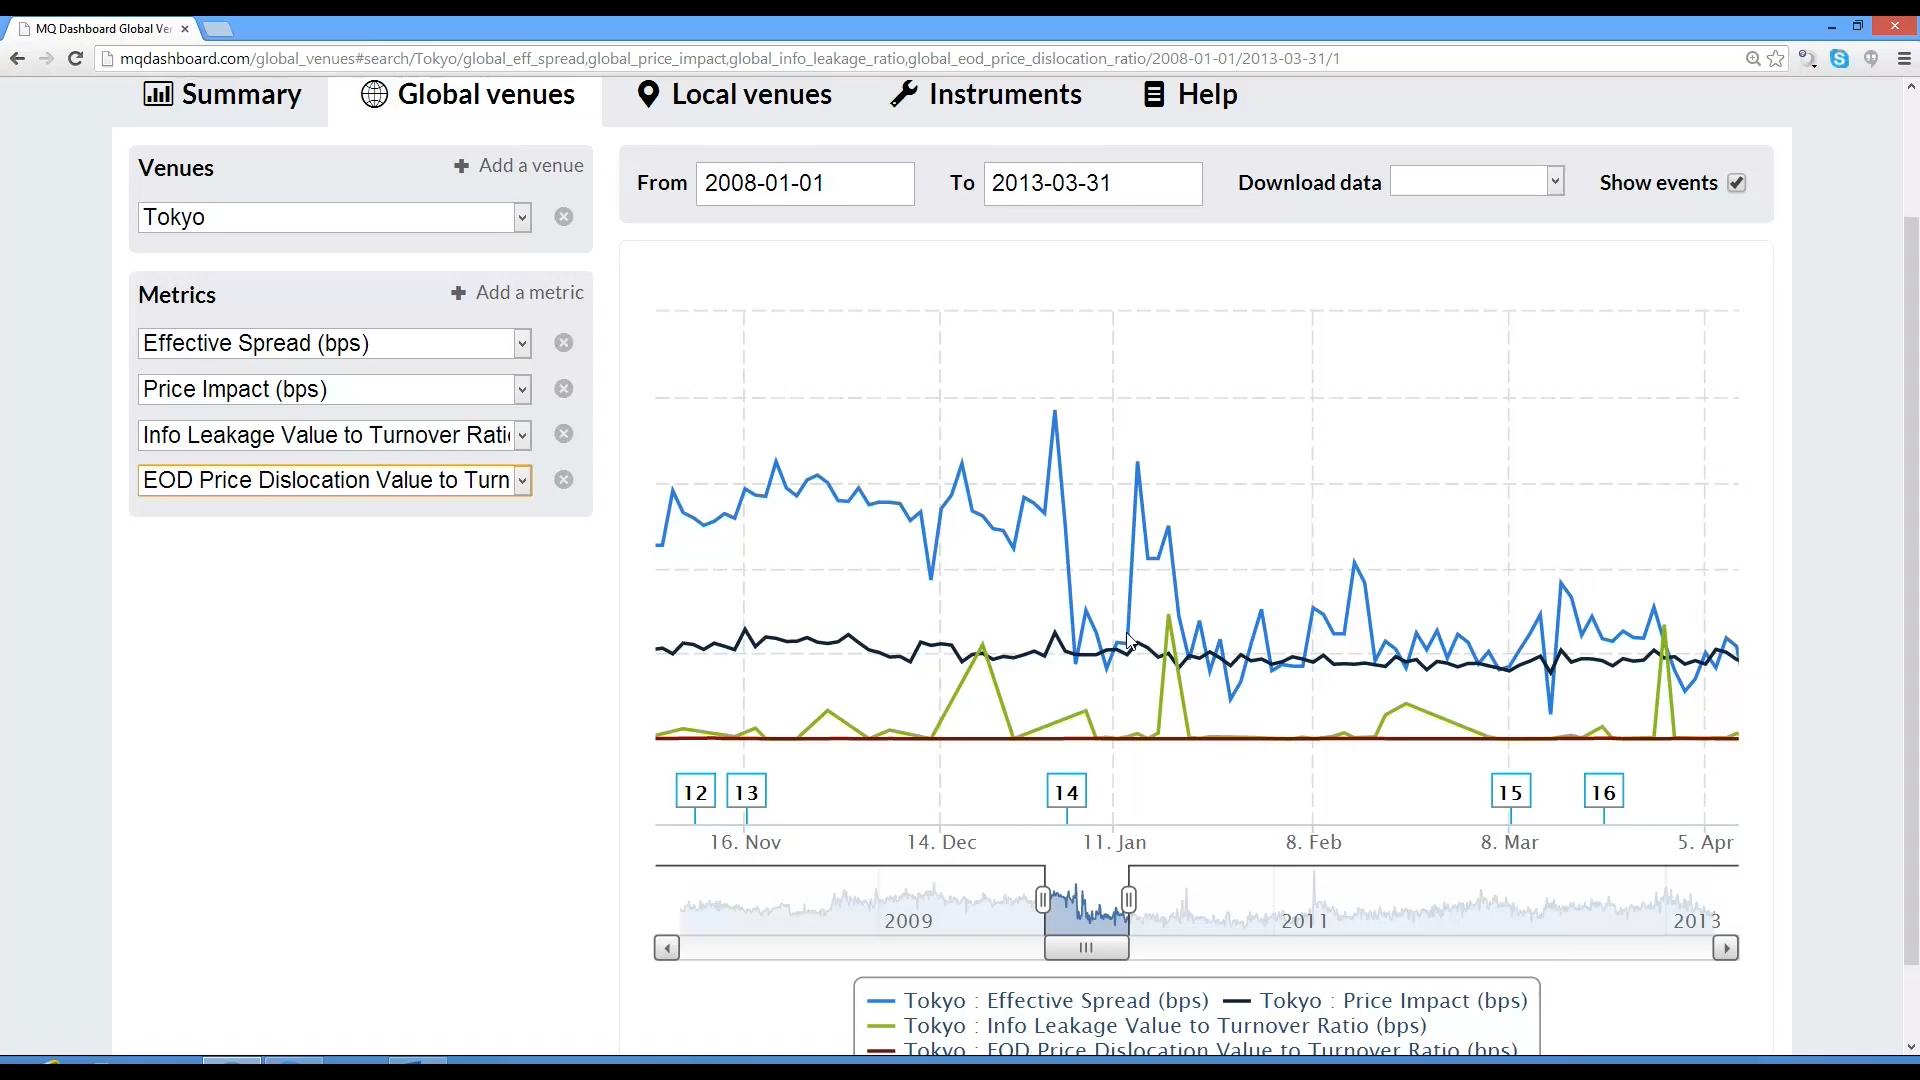 MQ Dashboard Global Ve
mqdashboard.com/global_venues#search/Tokyo/global_eff_spread,global_price_impact,global_info_leakage_ratio,global_eod_price_dislocation_ratio/2008-01-01/2013-03-31/1
Summary Global venues Local venues Instruments Help
Venues Add a venue
Tokyo
From 2008-01-01 To 2013-03-31 Download data Show events
Metrics Add a metric
Effective Spread (bps)
Price Impact (bps)
Info Leakage Value to Turnover Rati
EOD Price Dislocation Value to Turn
12 13 14 15 16
16. Nov 14. Dec 11. Jan 8. Feb 8. Mar 5. Apr
2009 2011 2013
Tokyo : Effective Spread (bps) Tokyo : Price Impact (bps)
Tokyo : Info Leakage Value to Turnover Ratio (bps)
Tokyo : EOD Price Dislocation Value to Turnover Ratio (bps)